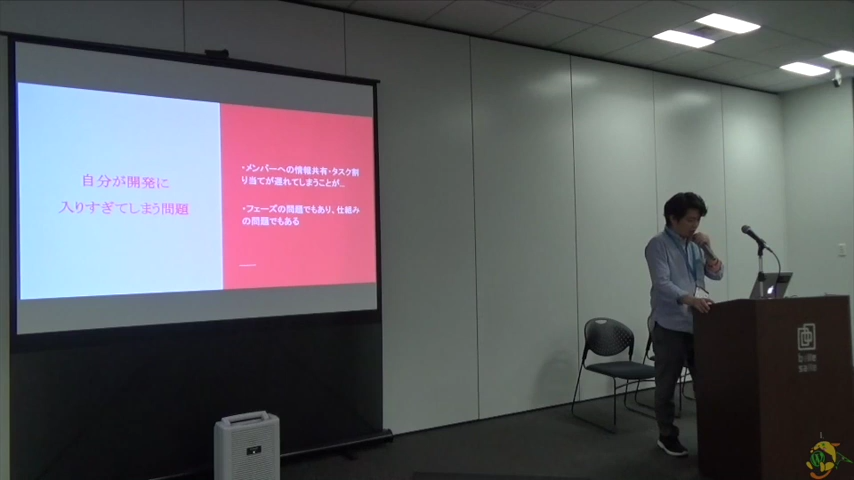 自分が開発に
入りすぎてしまう問題
・メンバーへの情報共有・タスク割
り当てが遅れてしまうことが...
・フェーズの問題でもあり、仕組み
の問題でもある